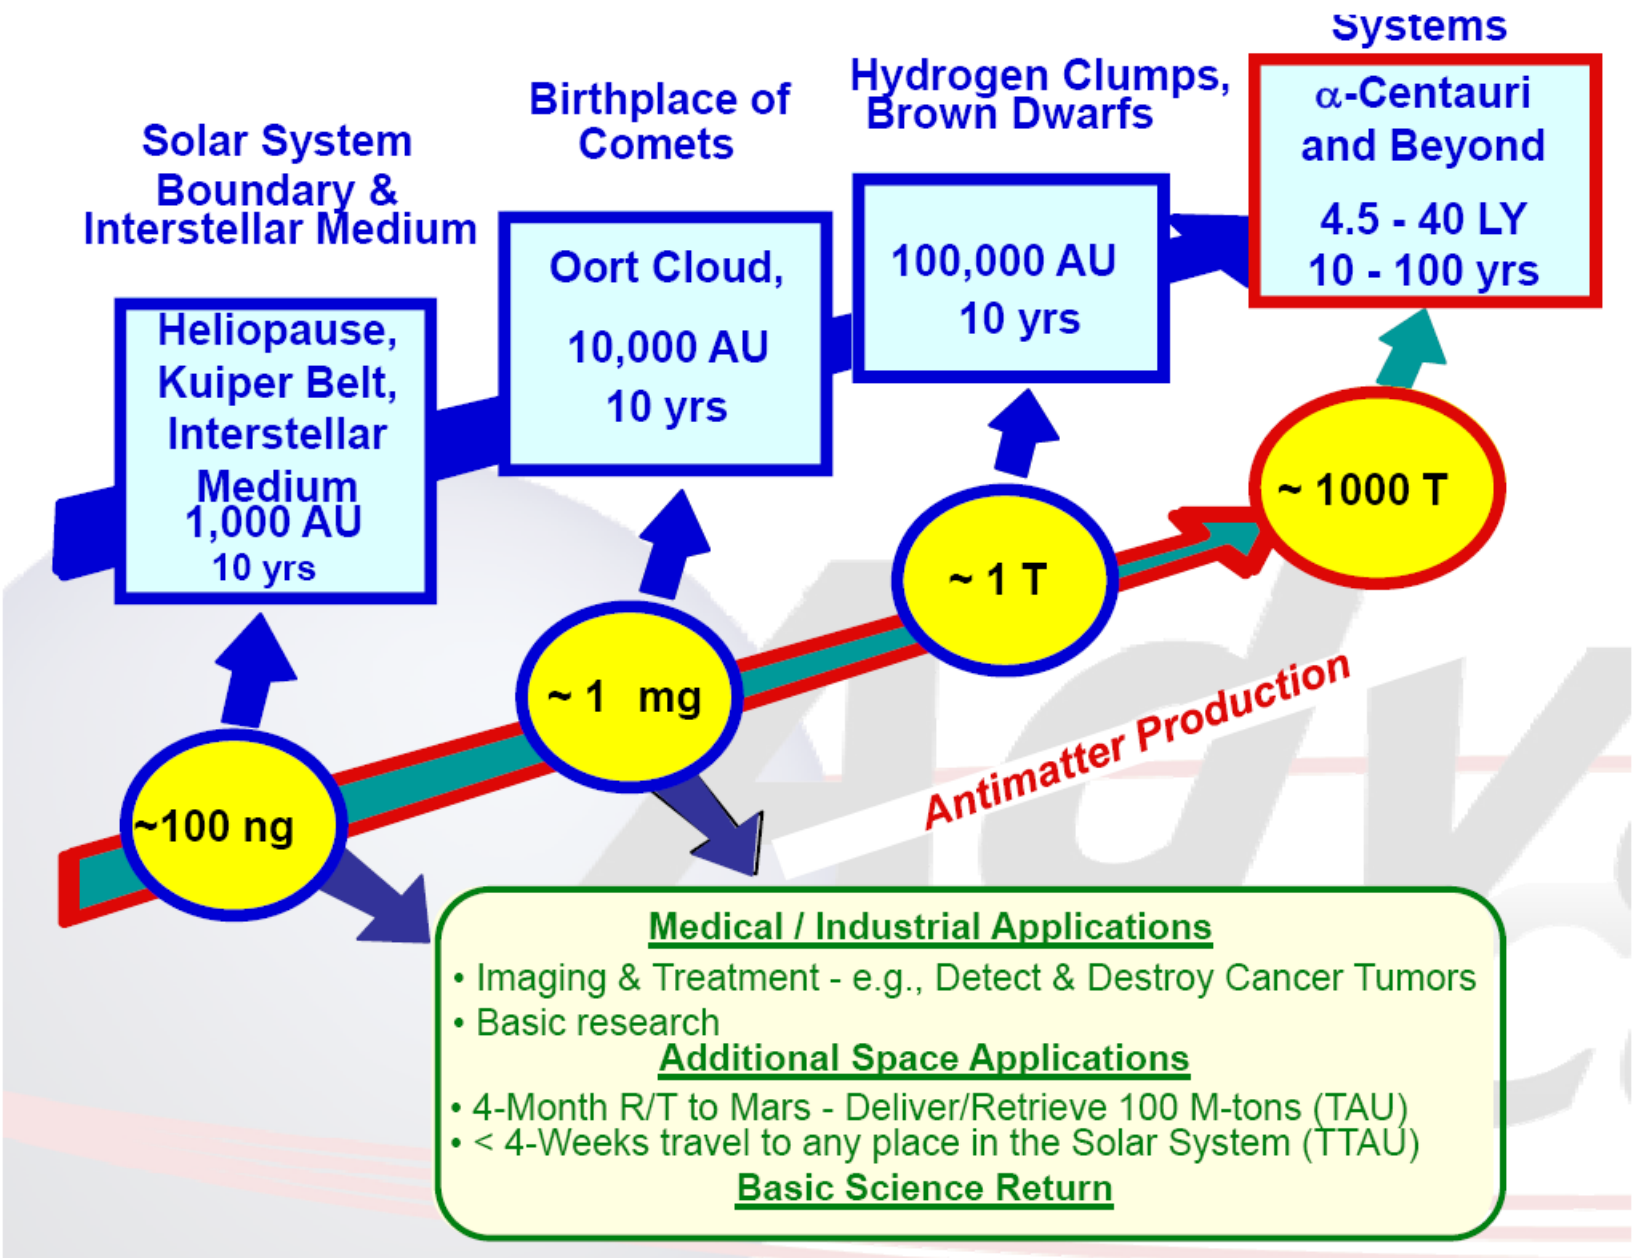 Solar System
Boundary &
Interstellar Medium
Heliopause,
Kuiper Belt,
Interstellar
Medium
1,000 AU
10 yrs
Birthplace of
Comets
Oort Cloud,
10,000 AU
10 yrs
Hydrogen Clumps,
Brown Dwarfs
100,000 AU
10 yrs
Systems
α-Centauri
and Beyond
4.5 - 40 LY
10 - 100 yrs
~100 ng
~ 1 mg
~ 1 T
~ 1000 T
Antimatter Production
Medical / Industrial Applications
• Imaging & Treatment - e.g., Detect & Destroy Cancer Tumors
• Basic research
Additional Space Applications
• 4-Month R/T to Mars - Deliver/Retrieve 100 M-tons (TAU)
• < 4-Weeks travel to any place in the Solar System (TTAU)
Basic Science Return